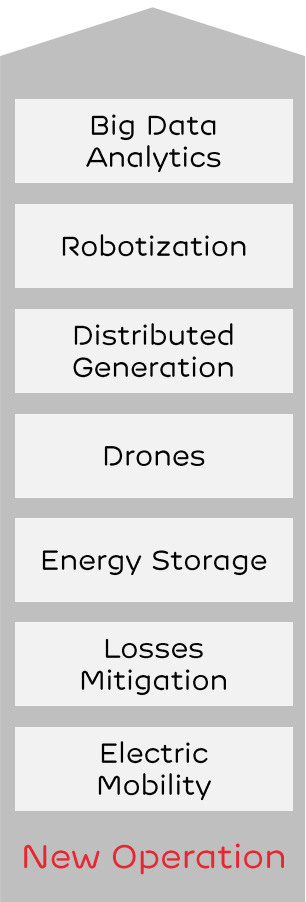 Big Data
Analytics
Robotization
Distributed
Generation
Drones
Energy Storage
Losses
Mitigation
Electric
Mobility
New Operation